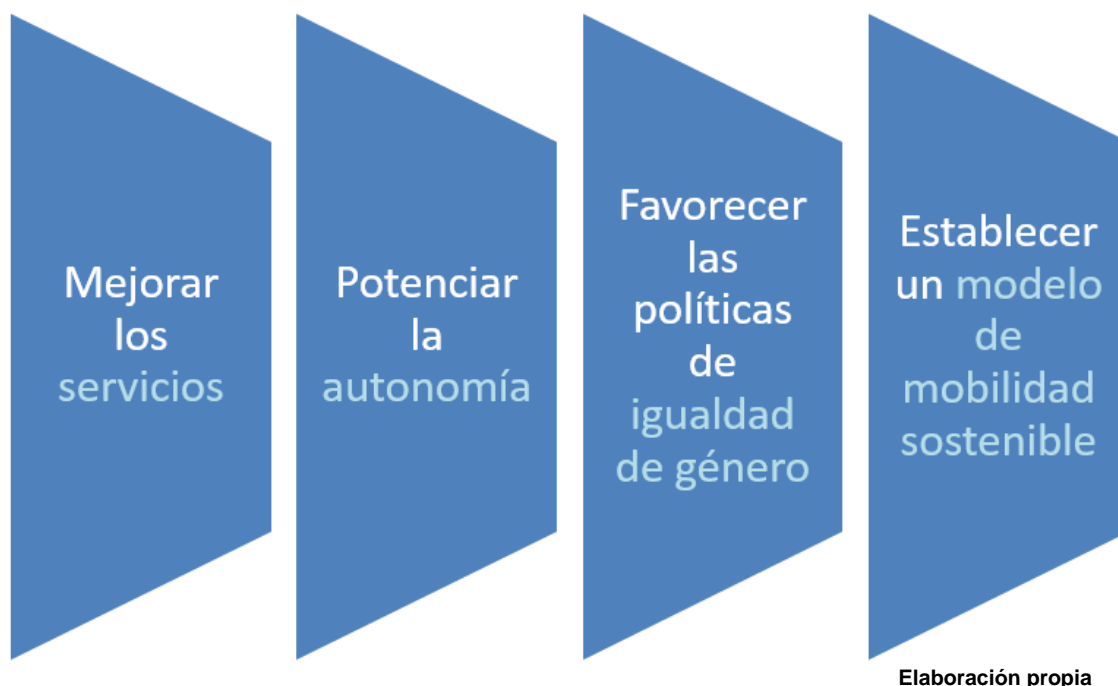 Mejorar
los
servicios
Potenciar
la
autonomía
Favorecer
las
políticas
de
igualdad
de género
Establecer
un modelo
de
mobilidad
sostenible
Elaboración propia